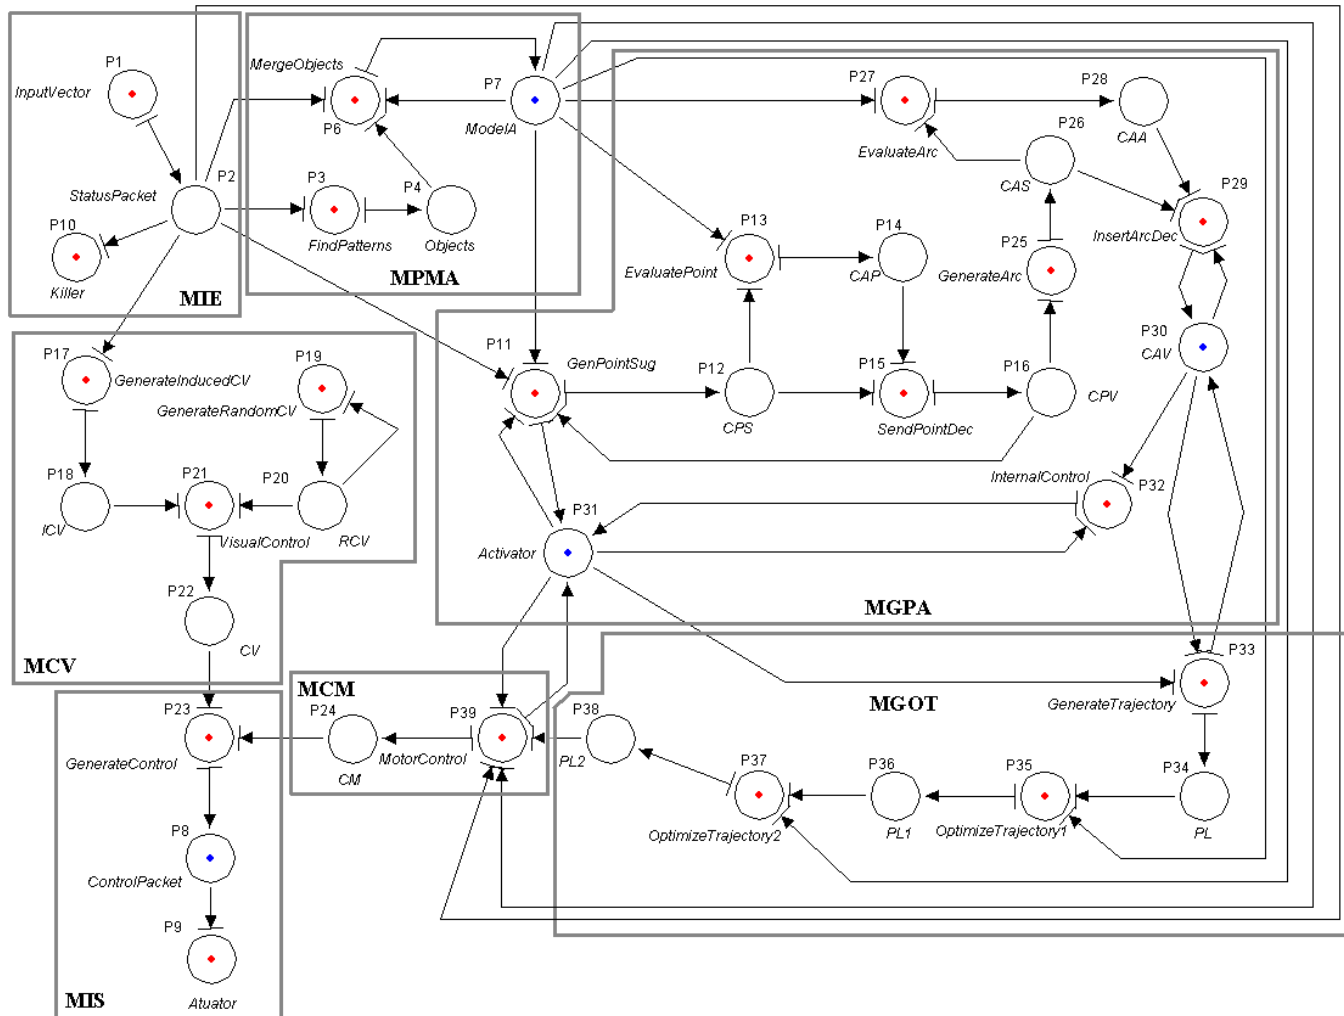 P1
InputVector
P2
StatusPacket
P10
Killer
MIE
MergeObjects
P6
P7
ModelA
P3
FindPatterns
P4
Objects
MPMA
P27
EvaluateArc
P28
CAA
P26
CAS
P29
InsertArcDec
P13
EvaluatePoint
P14
CAP
P25
GenerateArc
P30
CAV
P11
GenPointSug
P12
CPS
P15
SendPointDec
P16
CPV
InternalControl
P32
P31
Activator
MGPA
P17
GenerateInducedCV
P19
GenerateRandomCV
P18
ICV
P21
VisualControl
P20
RCV
P22
CV
MCV
MCM
P24
CM
P39
MotorControl
P38
PL2
MGOT
P33
GenerateTrajectory
P37
OptimizeTrajectory2
P36
PL1
P35
OptimizeTrajectory1
P34
PL
P23
GenerateControl
P8
ControlPacket
P9
Atuator
MIS